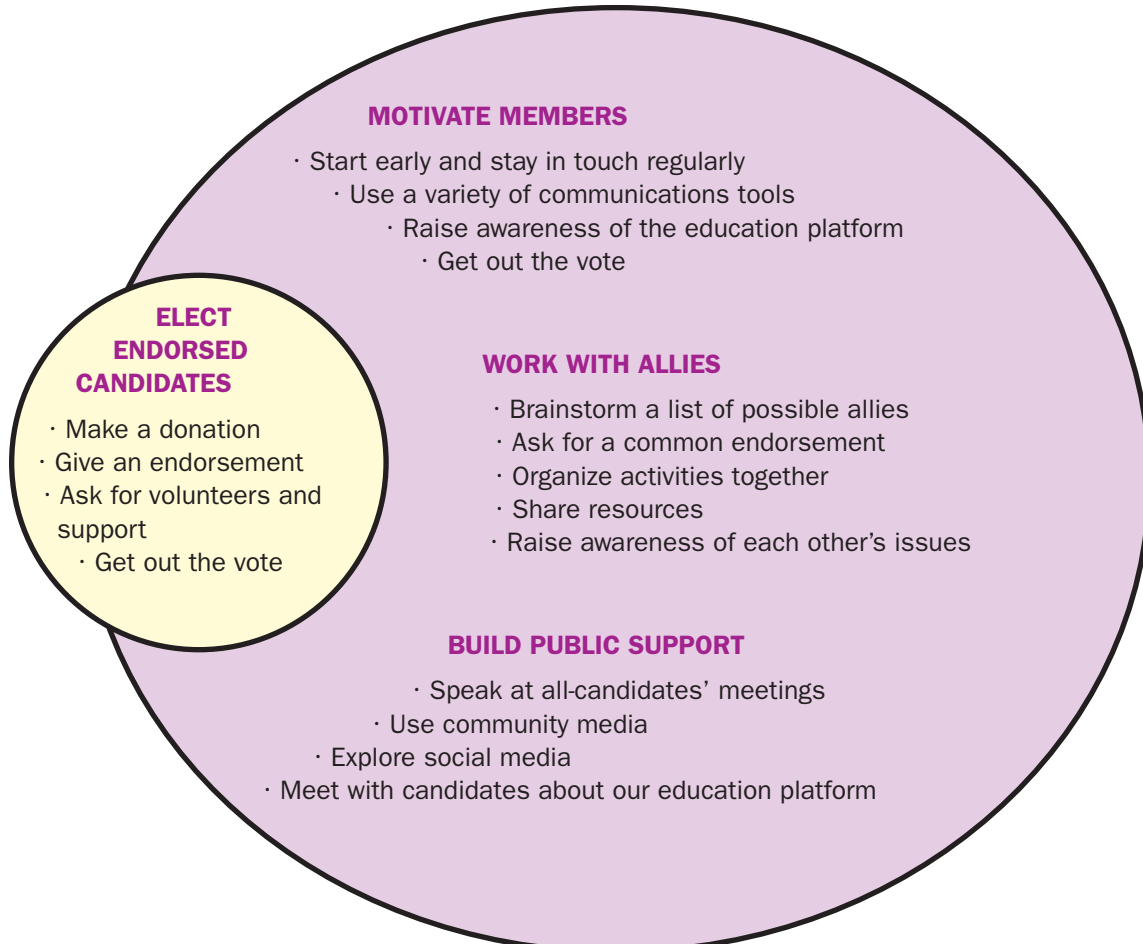 MOTIVATE MEMBERS
· Start early and stay in touch regularly
· Use a variety of communications tools
· Raise awareness of the education platform
· Get out the vote
ELECT
ENDORSED
CANDIDATES
· Make a donation
· Give an endorsement
· Ask for volunteers and
support
· Get out the vote
WORK WITH ALLIES
· Brainstorm a list of possible allies
· Ask for a common endorsement
· Organize activities together
· Share resources
· Raise awareness of each other’s issues
BUILD PUBLIC SUPPORT
· Speak at all-candidates’ meetings
· Use community media
· Explore social media
· Meet with candidates about our education platform